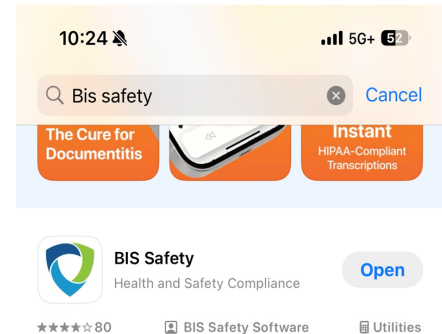 10:24
5G+ 52
Bis safety
Cancel
The Cure for
Documentitis
Instant
HIPAA-Compliant
Transcriptions
BIS Safety
Health and Safety Compliance
Open
80
BIS Safety Software
Utilities